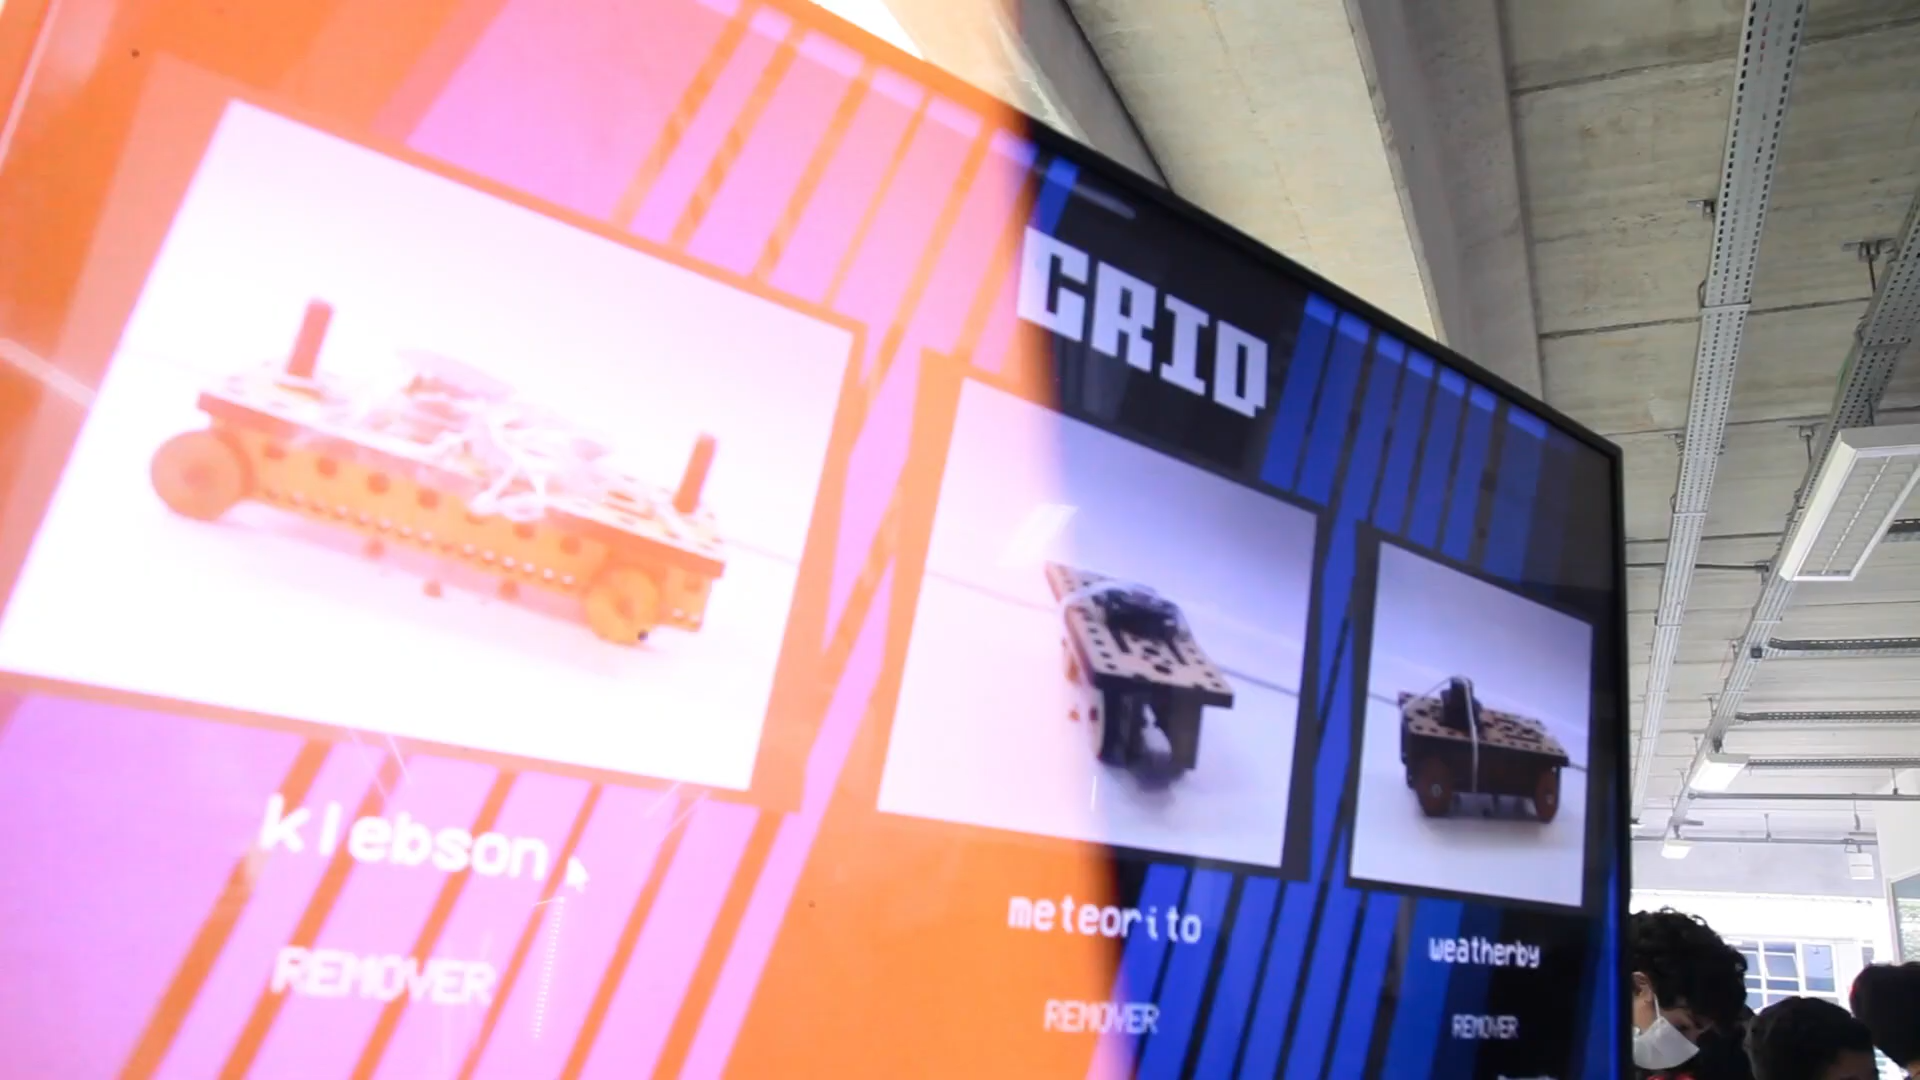 GRID
klebson
meteorito
weatherby
REMOVER
REMOVER
REMOVER